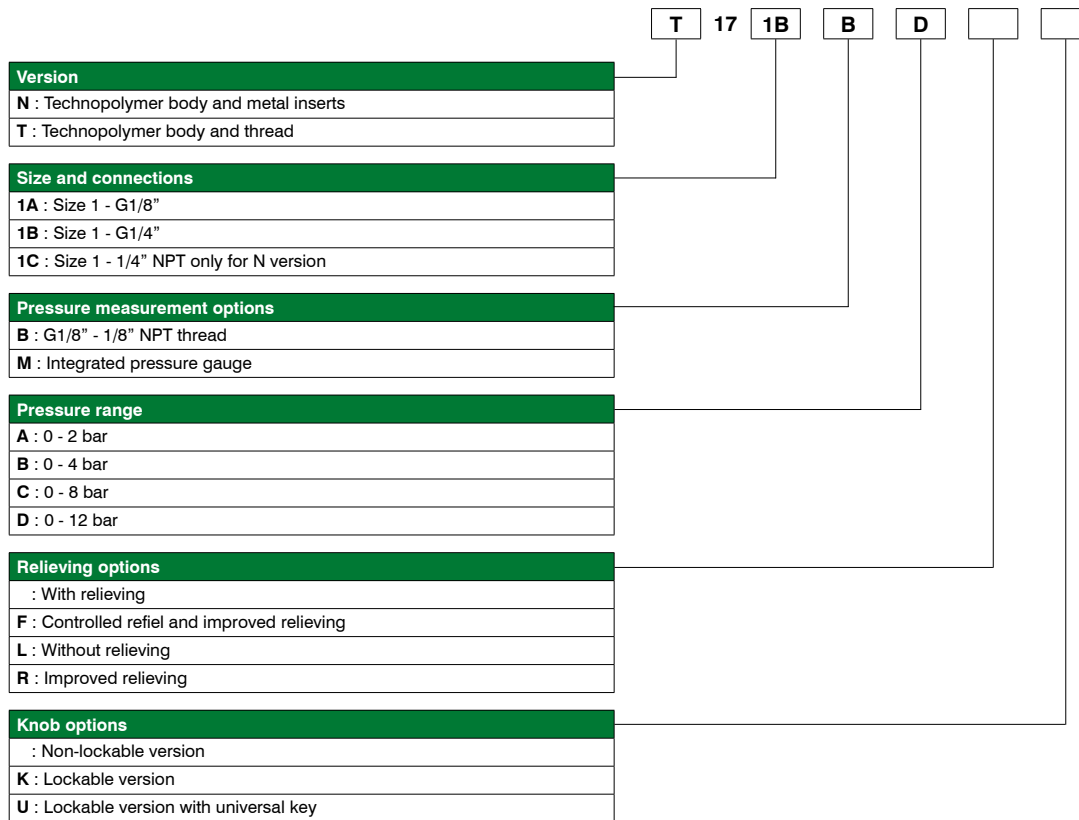 T 17 1B B D
Version
N : Technopolymer body and metal inserts
T : Technopolymer body and thread
Size and connections
1A : Size 1 - G1/8”
1B : Size 1 - G1/4”
1C : Size 1 - 1/4” NPT only for N version
Pressure measurement options
B : G1/8” - 1/8” NPT thread
M : Integrated pressure gauge
Pressure range
A : 0 - 2 bar
B : 0 - 4 bar
C : 0 - 8 bar
D : 0 - 12 bar
Relieving options
: With relieving
F : Controlled refiel and improved relieving
L : Without relieving
R : Improved relieving
Knob options
: Non-lockable version
K : Lockable version
U : Lockable version with universal key